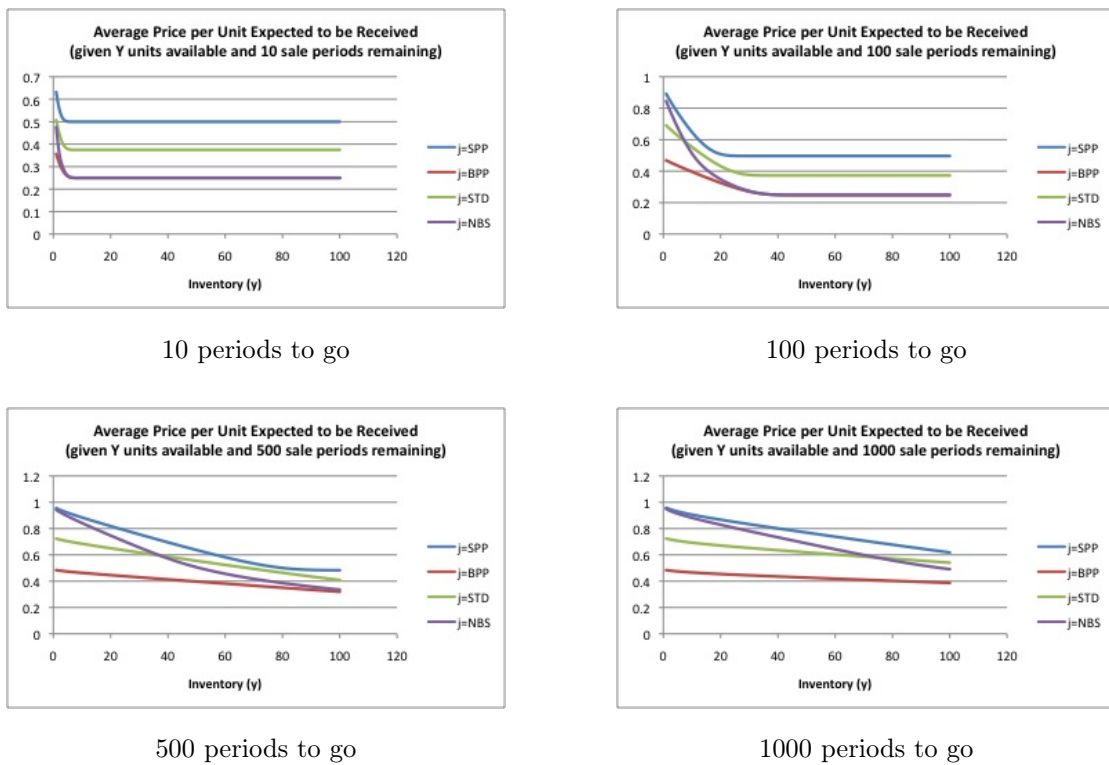 Average Price per Unit Expected to be Received
(given Y units available and 10 sale periods remaining)
0.7
0.6
0.5
0.4
0.3
0.2
0.1
0
0 20 40 60 80 100 120
Inventory (y)
j=SPP
j=BPP
j=STD
j=NBS
10 periods to go
Average Price per Unit Expected to be Received
(given Y units available and 100 sale periods remaining)
1
0.8
0.6
0.4
0.2
0
0 20 40 60 80 100 120
Inventory (y)
j=SPP
j=BPP
j=STD
j=NBS
100 periods to go
Average Price per Unit Expected to be Received
(given Y units available and 500 sale periods remaining)
1.2
1
0.8
0.6
0.4
0.2
0
0 20 40 60 80 100 120
Inventory (y)
j=SPP
j=BPP
j=STD
j=NBS
500 periods to go
Average Price per Unit Expected to be Received
(given Y units available and 1000 sale periods remaining)
1.2
1
0.8
0.6
0.4
0.2
0
0 20 40 60 80 100 120
Inventory (y)
j=SPP
j=BPP
j=STD
j=NBS
1000 periods to go